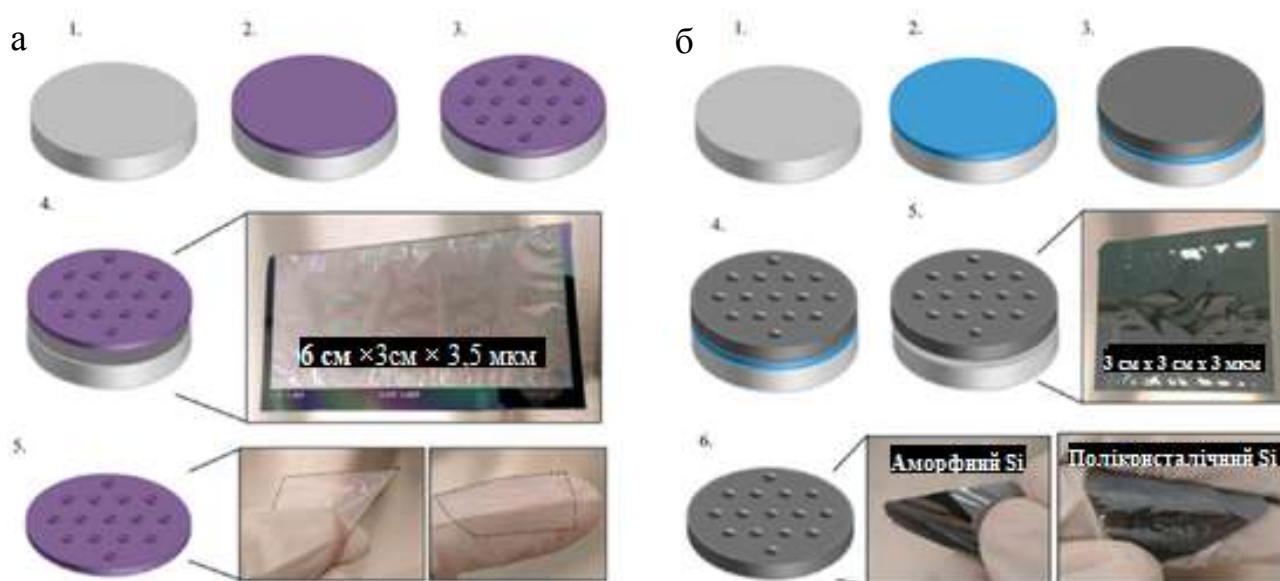 а
1.
2.
3.
4.
6 см ×3см × 3,5 мкм
5.
б
1.
2.
3.
4.
5.
3 см х 3 см х 3 мкм
6.
Аморфний Si
Полікристалічний Si